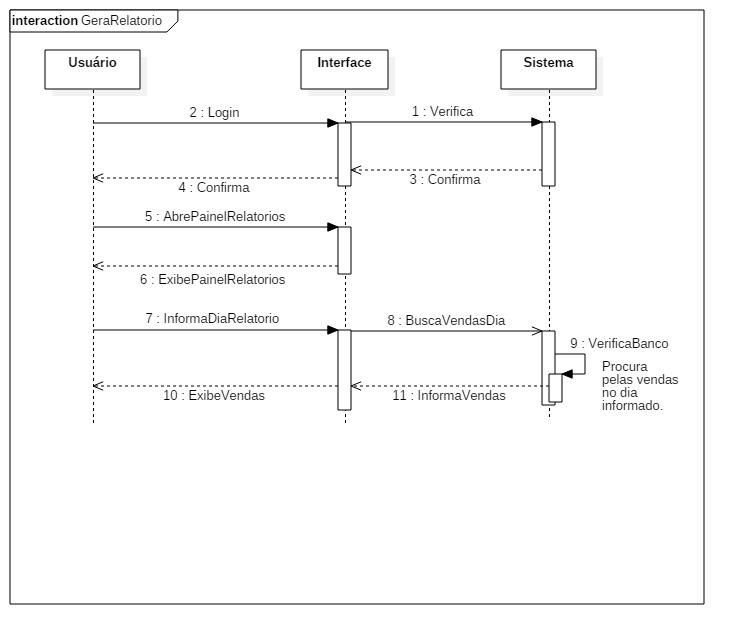 interaction GeraRelatorio
Usuário
Interface
Sistema
2 : Login
1 : Verifica
3 : Confirma
4 : Confirma
5 : AbrePainelRelatorios
6 : ExibePainelRelatorios
7 : InformaDiaRelatorio
8 : BuscaVendasDia
9 : VerificaBanco
Procura
pelas vendas
no dia
informado.
10 : ExibeVendas
11 : InformaVendas